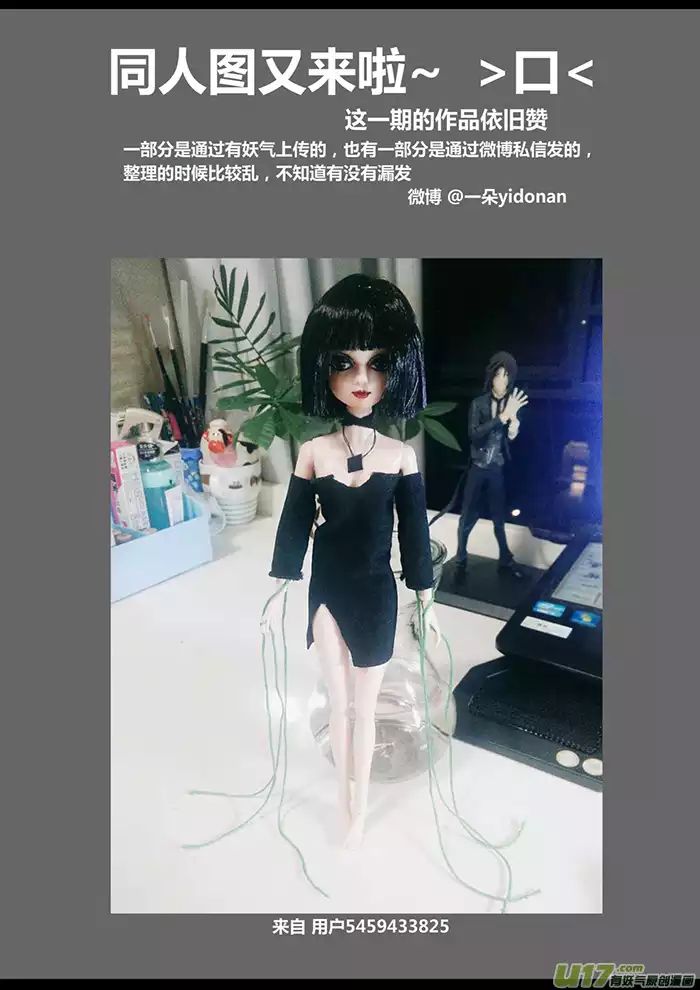 同人图又来啦~ >口<
这一期的作品依旧赞
一部分是通过有妖气上传的，也有一部分是通过微博私信发的，
整理的时候比较乱，不知道有没有漏发
微博 @一朵yidonan
来自 用户5459433825
U17.com
有妖气原创漫画